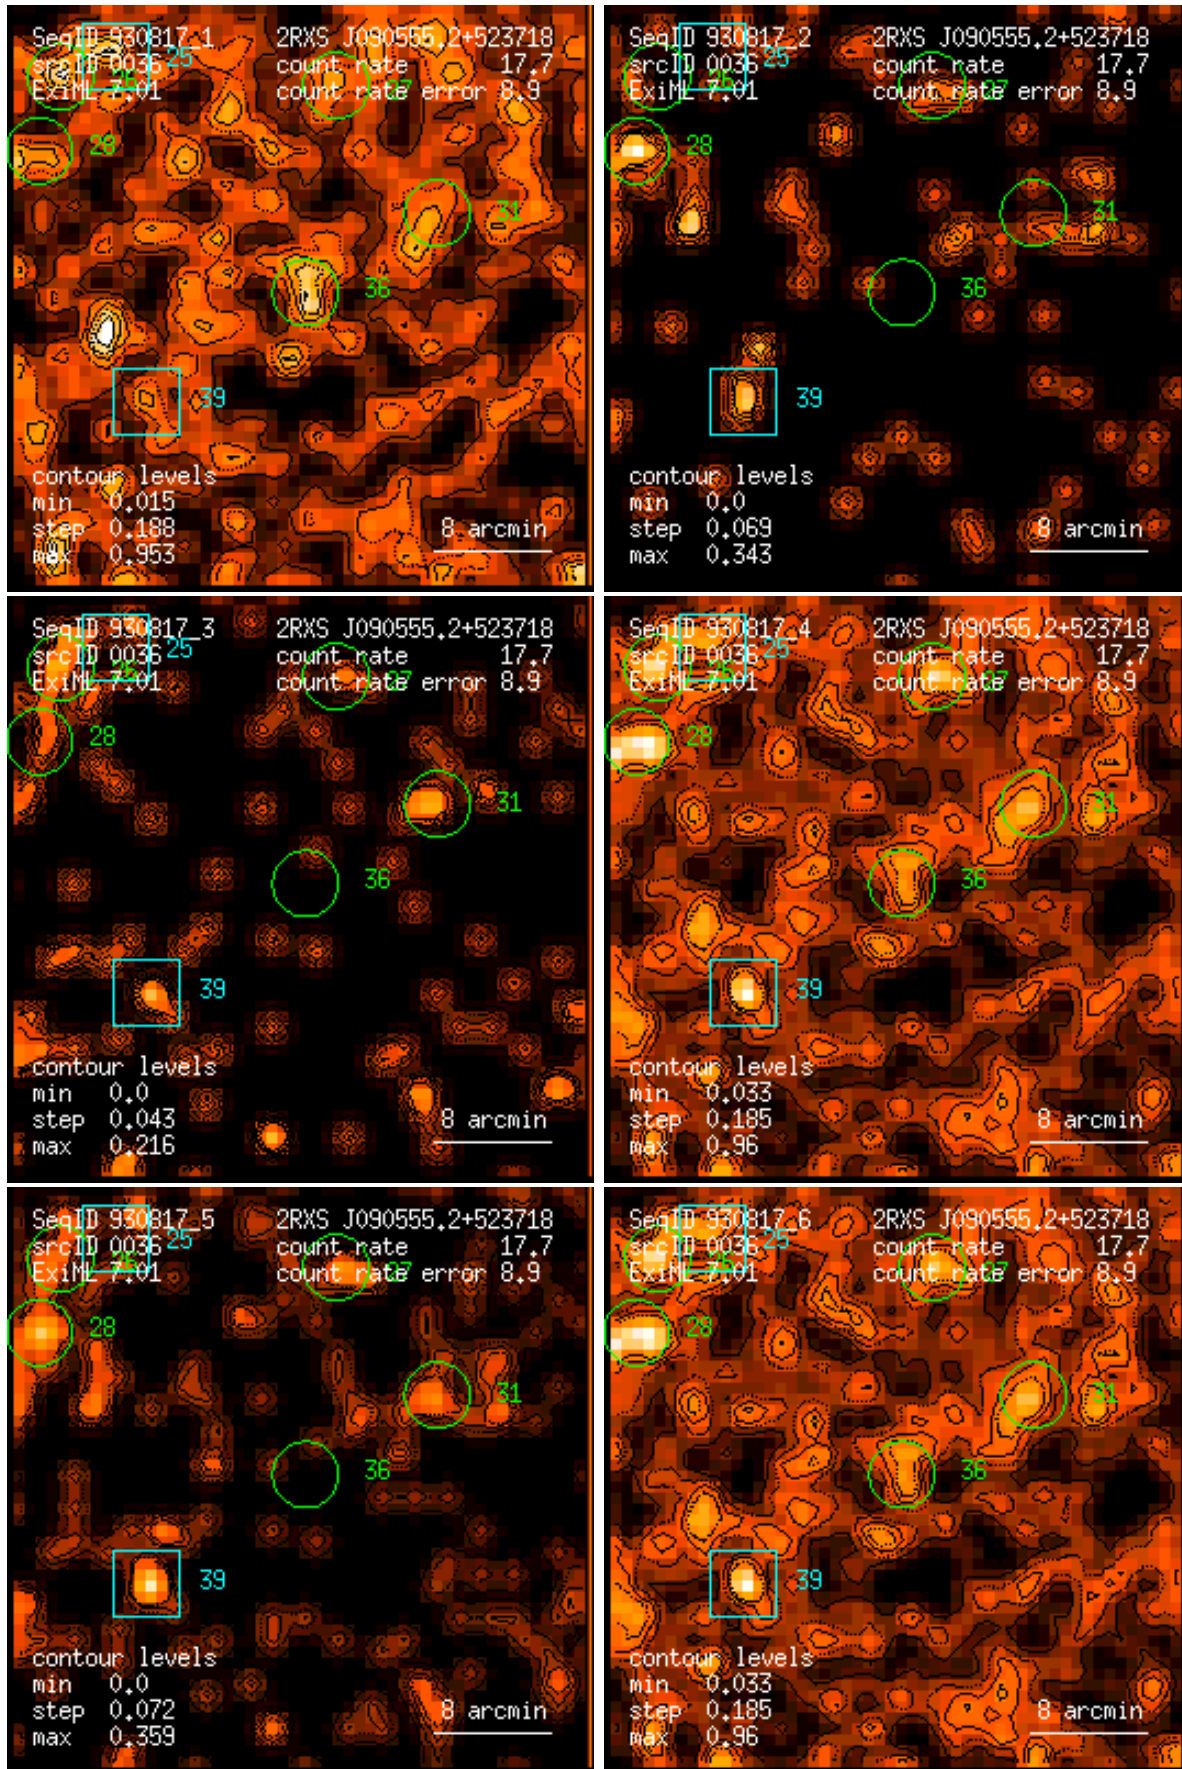 SeqID 930817_1 2RXS J090555.2+523718
25
srcID 0036 count rate 17.7
ExiML 7.01 count rate error 8.9
28
31
36
39
contour levels
min 0.015
step 0.188 8 arcmin
max 0.953
SeqID 930817_2 2RXS J090555.2+523718
25
srcID 0036 count rate 17.7
ExiML 7.01 count rate error 8.9
28
31
36
39
contour levels
min 0.0
step 0.069 8 arcmin
max 0.343
SeqID 930817_3 2RXS J090555.2+523718
25
srcID 0036 count rate 17.7
ExiML 7.01 count rate error 8.9
28
31
36
39
contour levels
min 0.0
step 0.043 8 arcmin
max 0.216
SeqID 930817_4 2RXS J090555.2+523718
25
srcID 0036 count rate 17.7
ExiML 7.01 count rate error 8.9
28
31
36
39
contour levels
min 0.033
step 0.185 8 arcmin
max 0.96
SeqID 930817_5 2RXS J090555.2+523718
25
srcID 0036 count rate 17.7
ExiML 7.01 count rate error 8.9
28
31
36
39
contour levels
min 0.0
step 0.072 8 arcmin
max 0.359
SeqID 930817_6 2RXS J090555.2+523718
25
srcID 0036 count rate 17.7
ExiML 7.01 count rate error 8.9
28
31
36
39
contour levels
min 0.033
step 0.185 8 arcmin
max 0.96